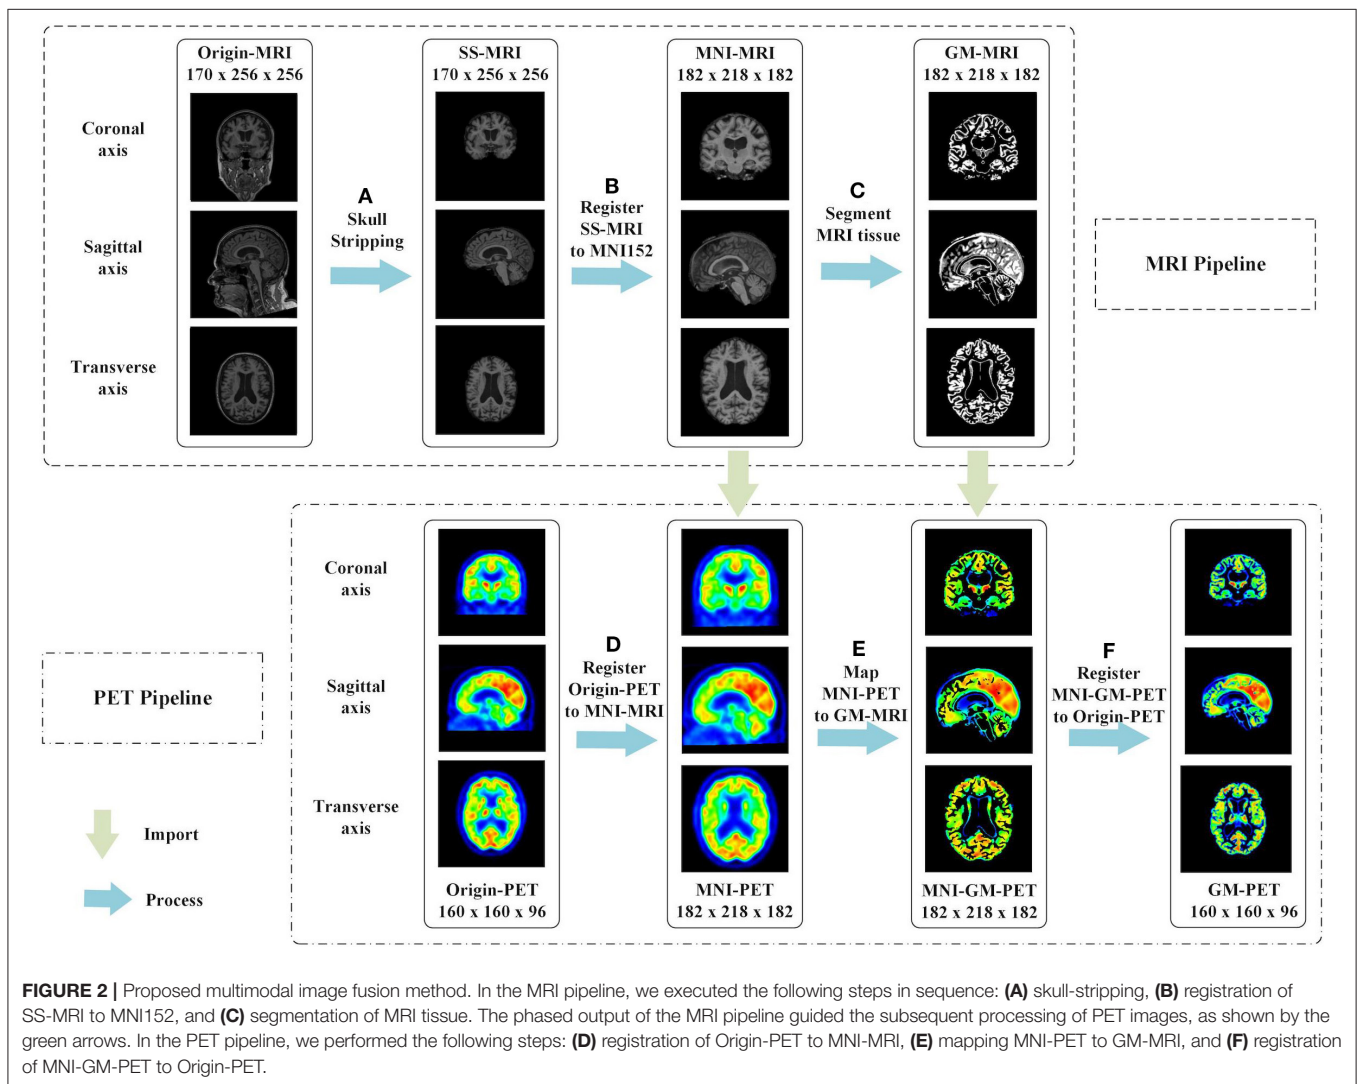 Origin-MRI
170 x 256 x 256
SS-MRI
170 x 256 x 256
MNI-MRI
182 x 218 x 182
GM-MRI
182 x 218 x 182
Coronal
axis
Sagittal
axis
Transverse
axis
A
Skull
Stripping
B
Register
SS-MRI
to MNI152
C
Segment
MRI tissue
MRI Pipeline
PET Pipeline
Import
Process
Coronal
axis
Sagittal
axis
Transverse
axis
D
Register
Origin-PET
to MNI-MRI
E
Map
MNI-PET
to GM-MRI
F
Register
MNI-GM-PET
to Origin-PET
Origin-PET
160 x 160 x 96
MNI-PET
182 x 218 x 182
MNI-GM-PET
182 x 218 x 182
GM-PET
160 x 160 x 96
FIGURE 2 | Proposed multimodal image fusion method. In the MRI pipeline, we executed the following steps in sequence: (A) skull-stripping, (B) registration of
SS-MRI to MNI152, and (C) segmentation of MRI tissue. The phased output of the MRI pipeline guided the subsequent processing of PET images, as shown by the
green arrows. In the PET pipeline, we performed the following steps: (D) registration of Origin-PET to MNI-MRI, (E) mapping MNI-PET to GM-MRI, and (F) registration
of MNI-GM-PET to Origin-PET.